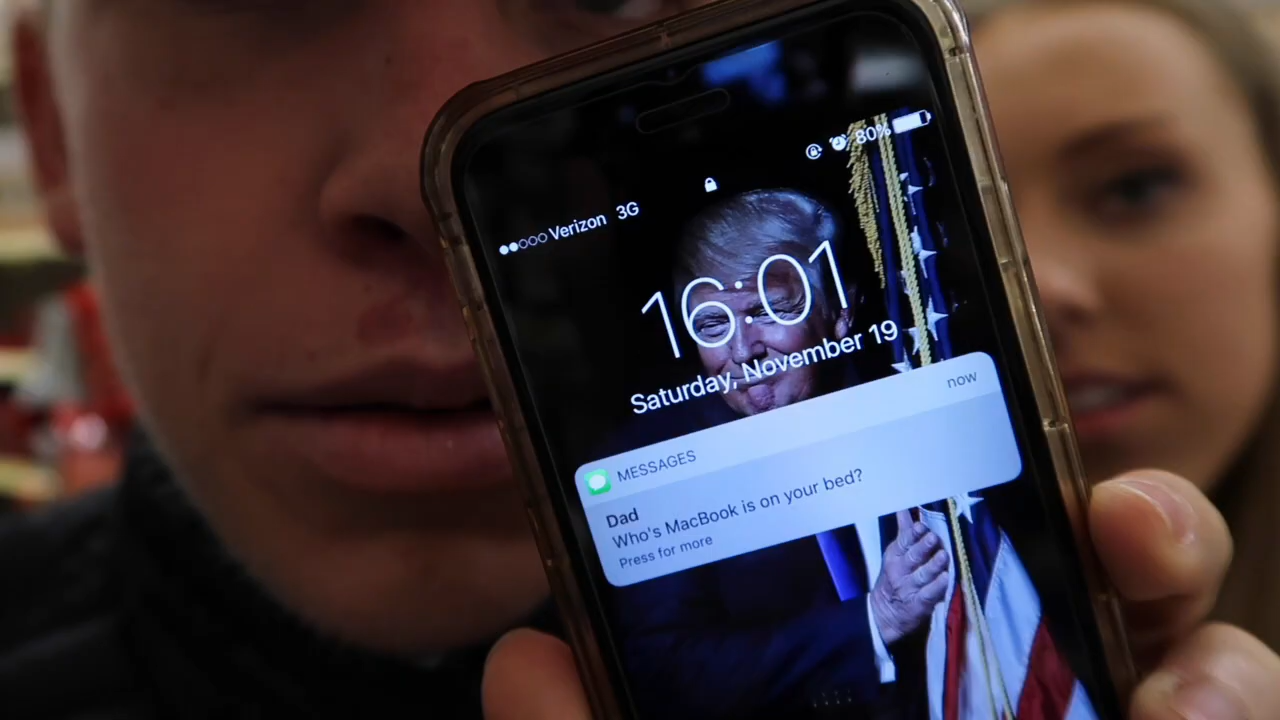 Verizon 3G
80%
16:01
Saturday, November 19
MESSAGES
now
Dad
Who's MacBook is on your bed?
Press for more